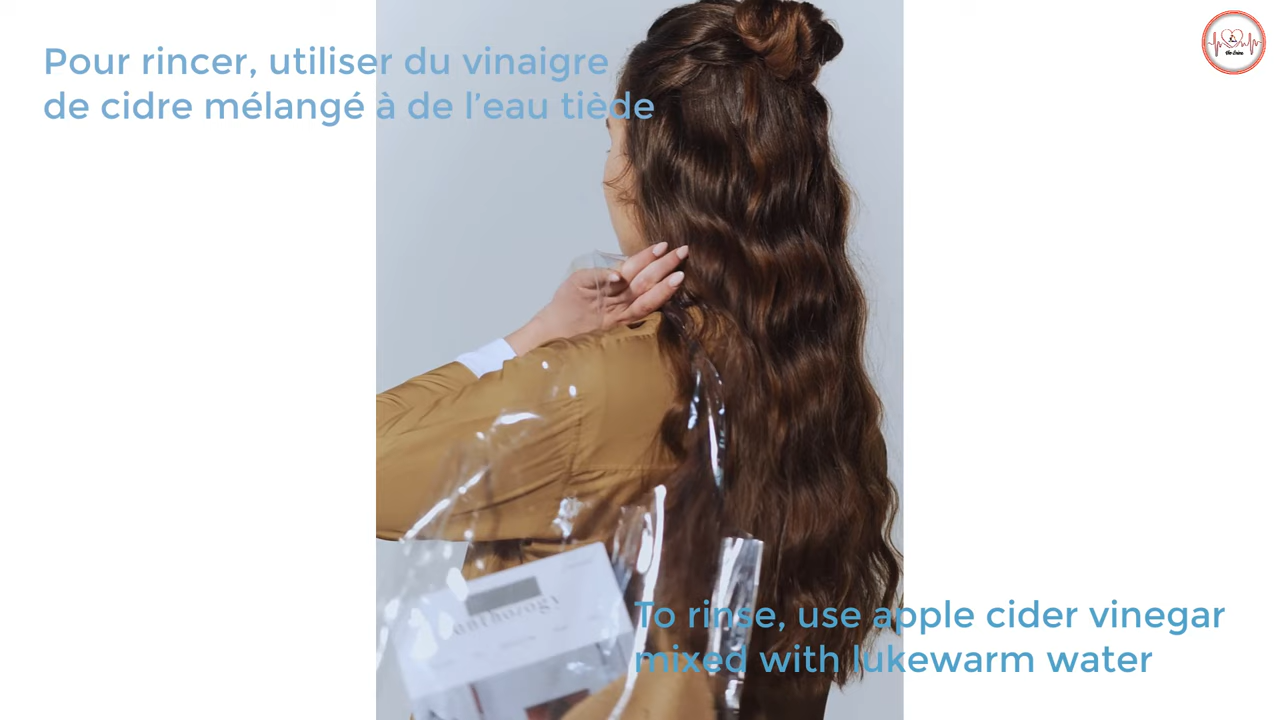 Pour rincer, utiliser du vinaigre
de cidre mélangé à de l'eau tiède
anthology
To rinse, use apple cider vinegar
mixed with lukewarm water